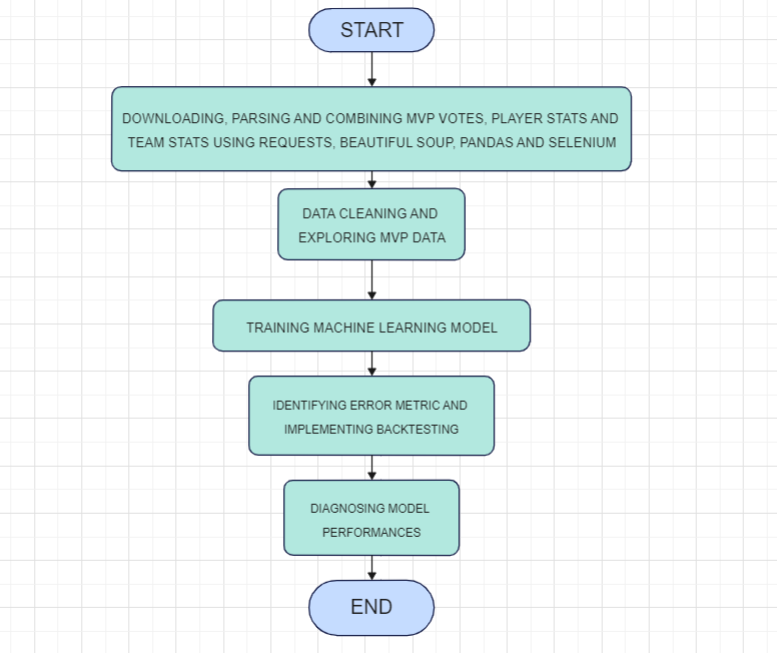 START
DOWNLOADING, PARSING AND COMBINING MVP VOTES, PLAYER STATS AND
TEAM STATS USING REQUESTS, BEAUTIFUL SOUP, PANDAS AND SELENIUM
DATA CLEANING AND
EXPLORING MVP DATA
TRAINING MACHINE LEARNING MODEL
IDENTIFYING ERROR METRIC AND
IMPLEMENTING BACKTESTING
DIAGNOSING MODEL
PERFORMANCES
END